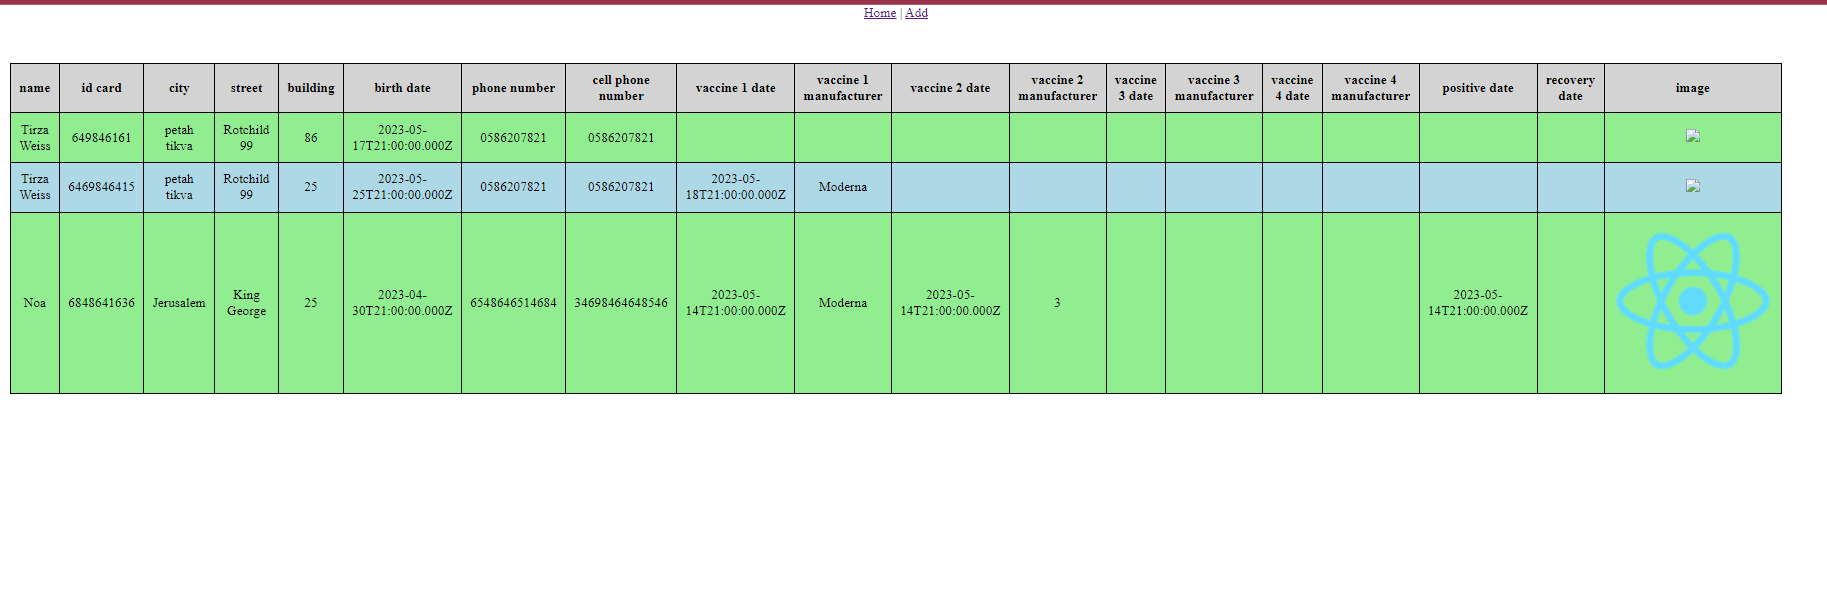 Home | Add
name id card city street building birth date phone number cell phone number vaccine 1 date vaccine 1 manufacturer vaccine 2 date vaccine 2 manufacturer vaccine 3 date vaccine 3 manufacturer vaccine 4 date vaccine 4 manufacturer positive date recovery date image
Tirza Weiss 649846161 petah tikva Rotchild 99 86 2023-05-17T21:00:00.000Z 0586207821 0586207821
Tirza Weiss 6469846415 petah tikva Rotchild 99 25 2023-05-25T21:00:00.000Z 0586207821 0586207821 2023-05-18T21:00:00.000Z Moderna
Noa 6848641636 Jerusalem King George 25 2023-04-30T21:00:00.000Z 6548646514684 34698464648546 2023-05-14T21:00:00.000Z Moderna 2023-05-14T21:00:00.000Z 3 2023-05-14T21:00:00.000Z